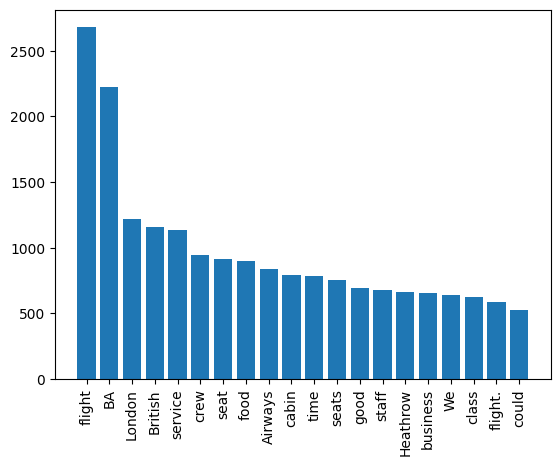 2500
2000
1500
1000
500
0
flight
BA
London
British
service
crew
seat
food
Airways
cabin
time
seats
good
staff
Heathrow
business
We
class
flight.
could